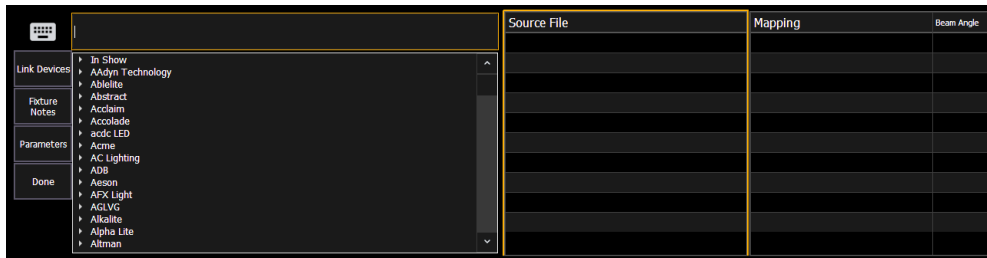 Source File
Mapping
Beam Angle
Link Devices
Fixture
Notes
Parameters
Done
In Show
AAdyn Technology
Ablelite
Abstract
Acclaim
Accolade
acdc LED
Acme
AC Lighting
ADB
Aeson
AFX Light
AGLVG
Alkalite
Alpha Lite
Altman